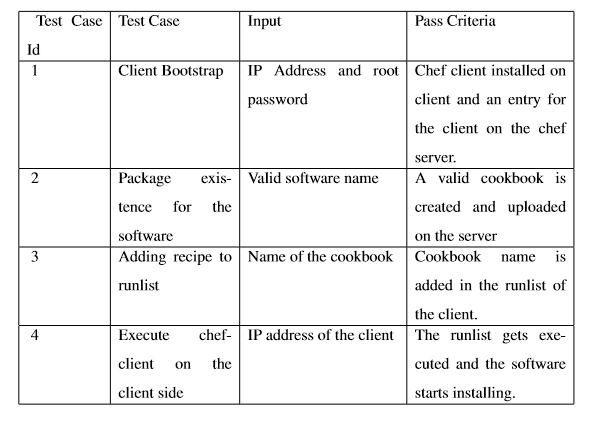 Test Case Id | Test Case | Input | Pass Criteria
1 | Client Bootstrap | IP Address and root password | Chef client installed on client and an entry for the client on the chef server.
2 | Package exis-tence for the software | Valid software name | A valid cookbook is created and uploaded on the server
3 | Adding recipe to runlist | Name of the cookbook | Cookbook name is added in the runlist of the client.
4 | Execute chef-client on the client side | IP address of the client | The runlist gets exe-cuted and the software starts installing.